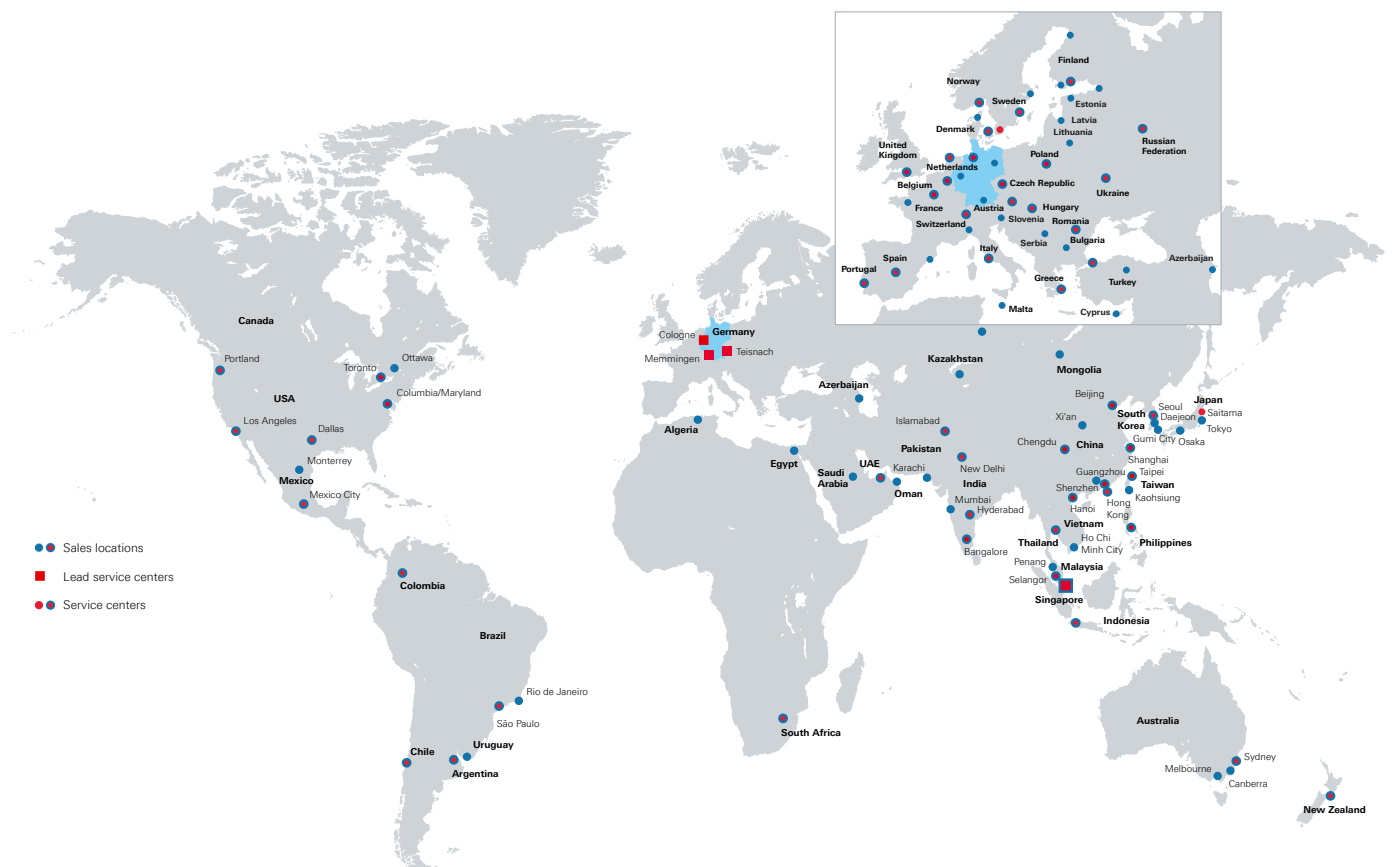 Finland
Norway
Sweden
Estonia
Latvia
Denmark
Lithuania
Russian
Federation
United
Kingdom
Poland
Netherlands
Czech Republic
Belgium
Ukraine
France
Austria
Hungary
Slovenia
Romania
Switzerland
Serbia
Bulgaria
Italy
Spain
Azerbaijan
Portugal
Greece
Turkey
Malta
Cyprus
Canada
Portland
Ottawa
Toronto
Columbia/Maryland
USA
Los Angeles
Dallas
Monterrey
Mexico
Mexico City
Cologne
Germany
Memmingen
Teisnach
Kazakhstan
Mongolia
Azerbaijan
Beijing
Japan
Seoul
South
Korea
Daejeon
Saitama
Gumi City
Osaka
Tokyo
Xi'an
Islamabad
Pakistan
Chengdu
China
Shanghai
Algeria
Egypt
Saudi
Arabia
UAE
Karachi
Oman
New Delhi
India
Mumbai
Hyderabad
Bangalore
Guangzhou
Taipei
Shenzhen
Taiwan
Kaohsiung
Hanoi
Hong
Kong
Vietnam
Thailand
Ho Chi
Minh City
Philippines
Penang
Malaysia
Selangor
Singapore
Indonesia
Sales locations
Lead service centers
Service centers
Colombia
Brazil
Rio de Janeiro
São Paulo
Chile
Uruguay
Argentina
South Africa
Australia
Sydney
Melbourne
Canberra
New Zealand